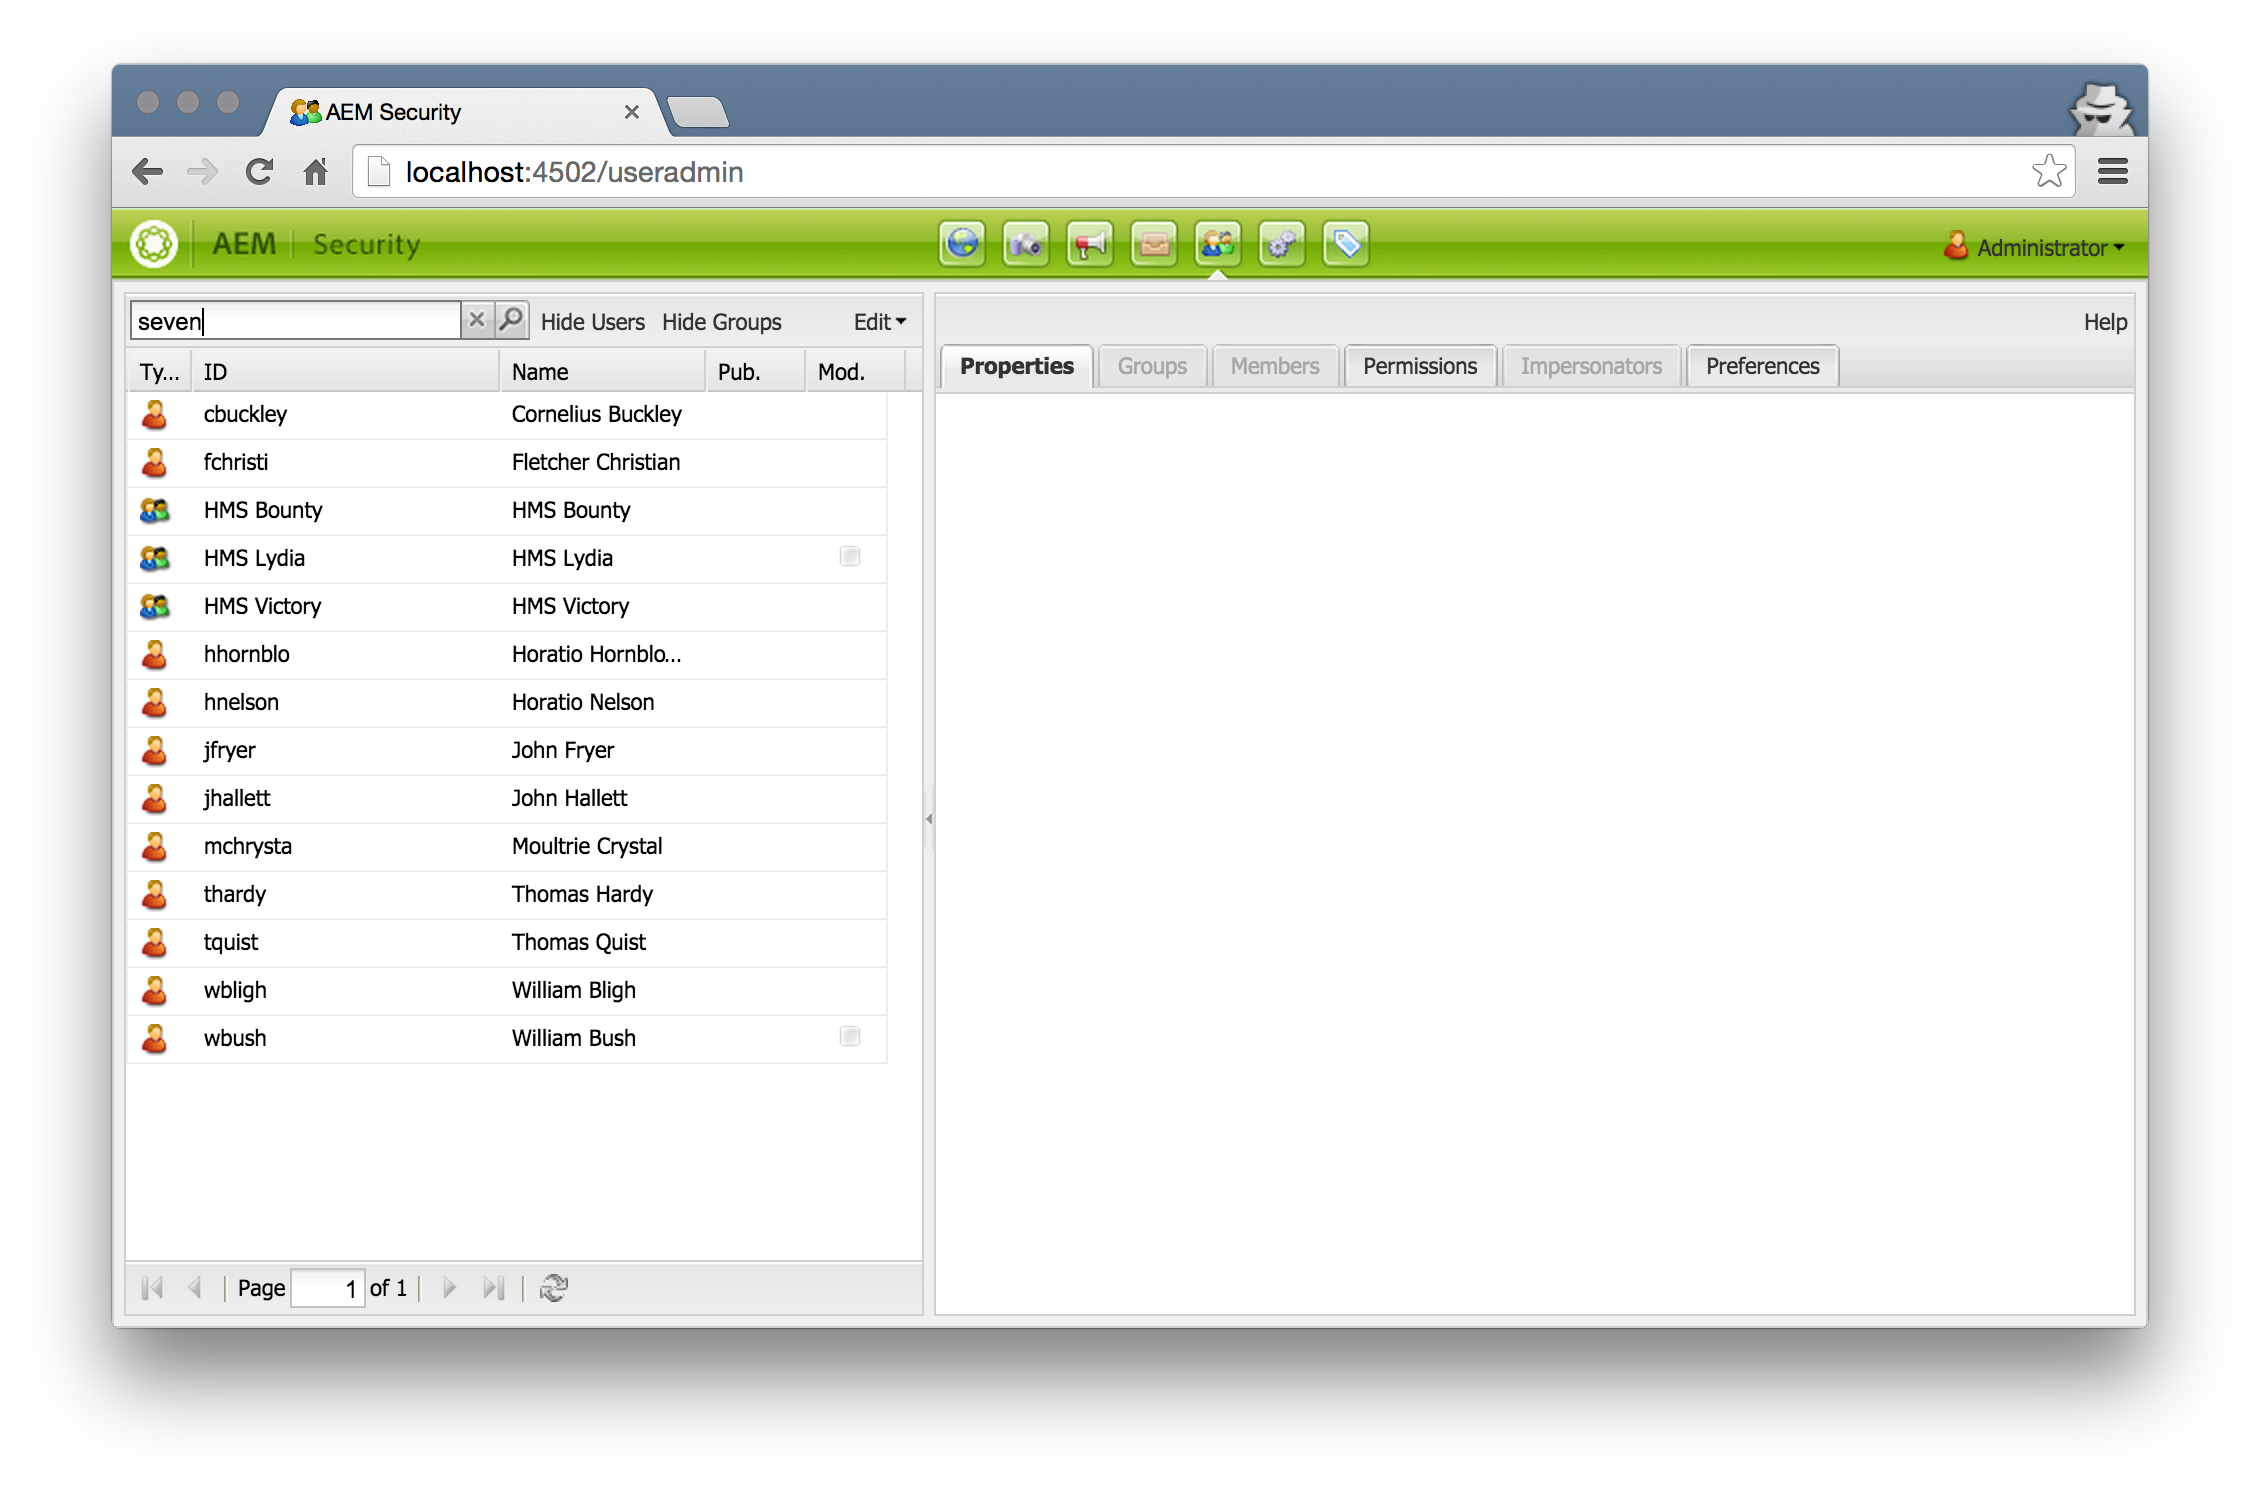 AEM Security
localhost:4502/useradmin
AEM Security
Administrator
seven Hide Users Hide Groups Edit Help
Properties Groups Members Permissions Impersonators Preferences
Ty... ID Name Pub. Mod.
cbuckley Cornelius Buckley
fchristi Fletcher Christian
HMS Bounty HMS Bounty
HMS Lydia HMS Lydia
HMS Victory HMS Victory
hhornblo Horatio Hornblo...
hnelson Horatio Nelson
jfryer John Fryer
jhallett John Hallett
mchrysta Moultrie Crystal
thardy Thomas Hardy
tquist Thomas Quist
wbligh William Bligh
wbush William Bush
Page 1 of 1